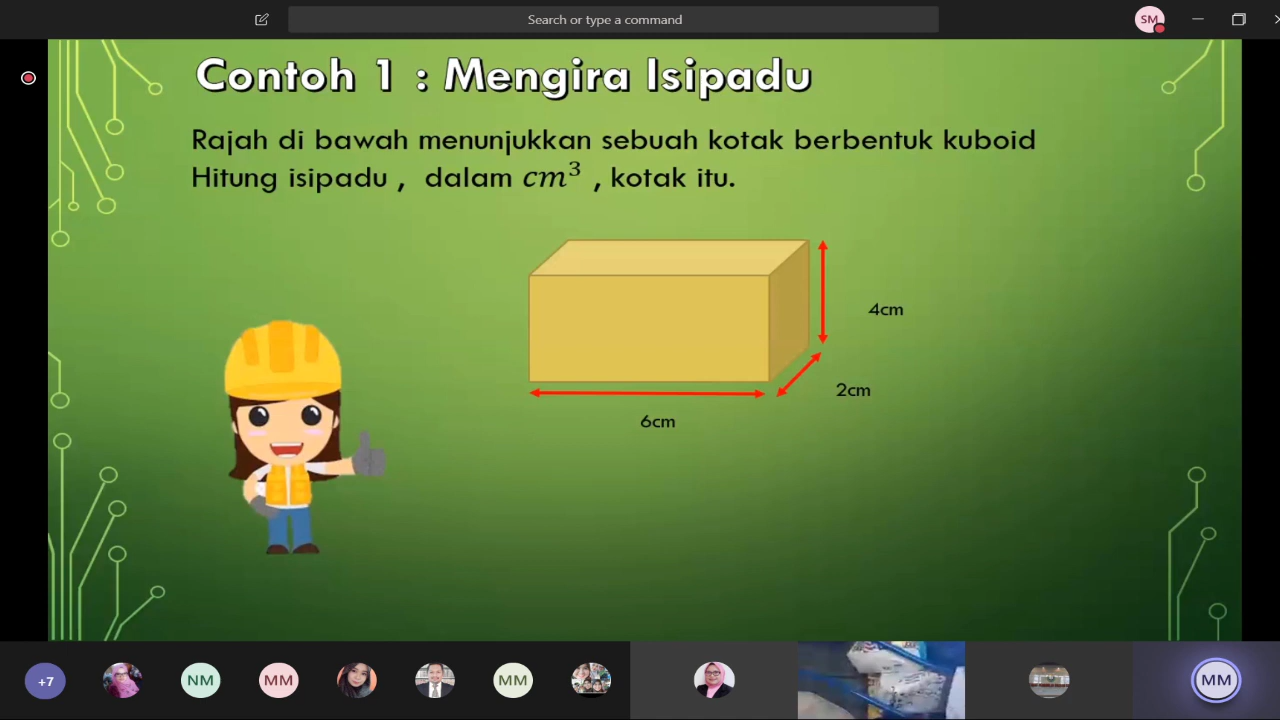 Search or type a command
SM
Contoh 1 : Mengira Isipadu
Rajah di bawah menunjukkan sebuah kotak berbentuk kuboid
Hitung isipadu , dalam cm³ , kotak itu.
4cm
2cm
6cm
+7
NM
MM
MM
MM